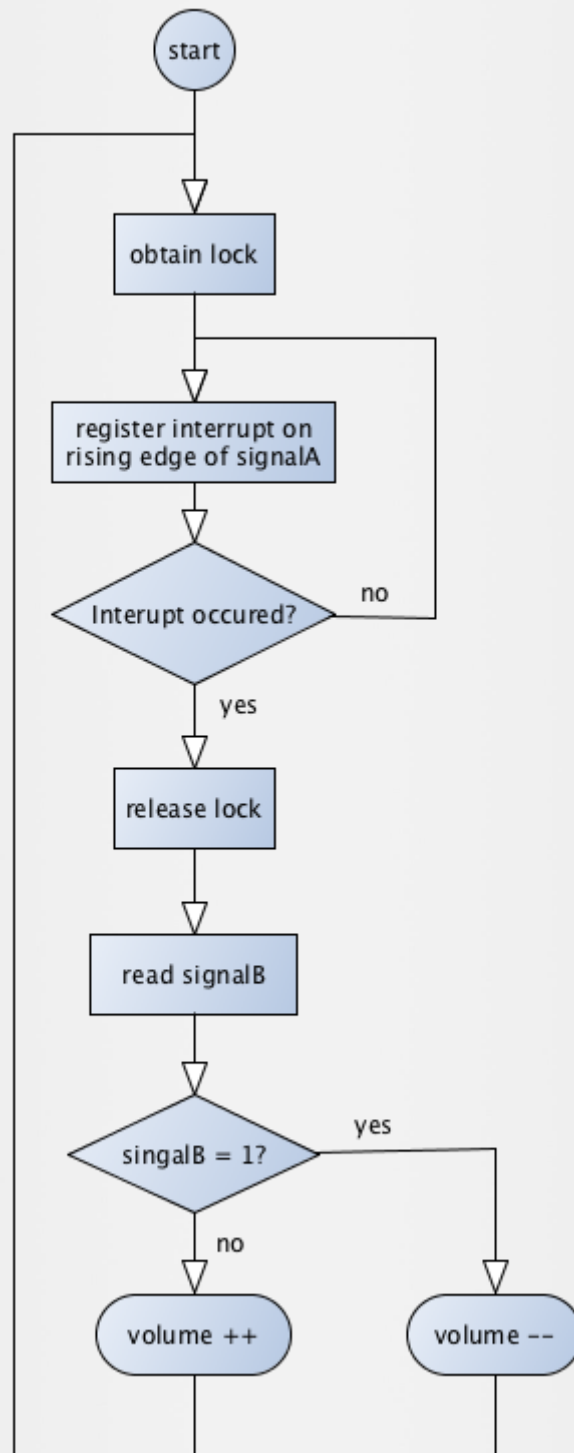 start
obtain lock
register interrupt on
rising edge of signalA
Interupt occured?
no
yes
release lock
read signalB
singalB = 1?
yes
no
volume ++
volume --